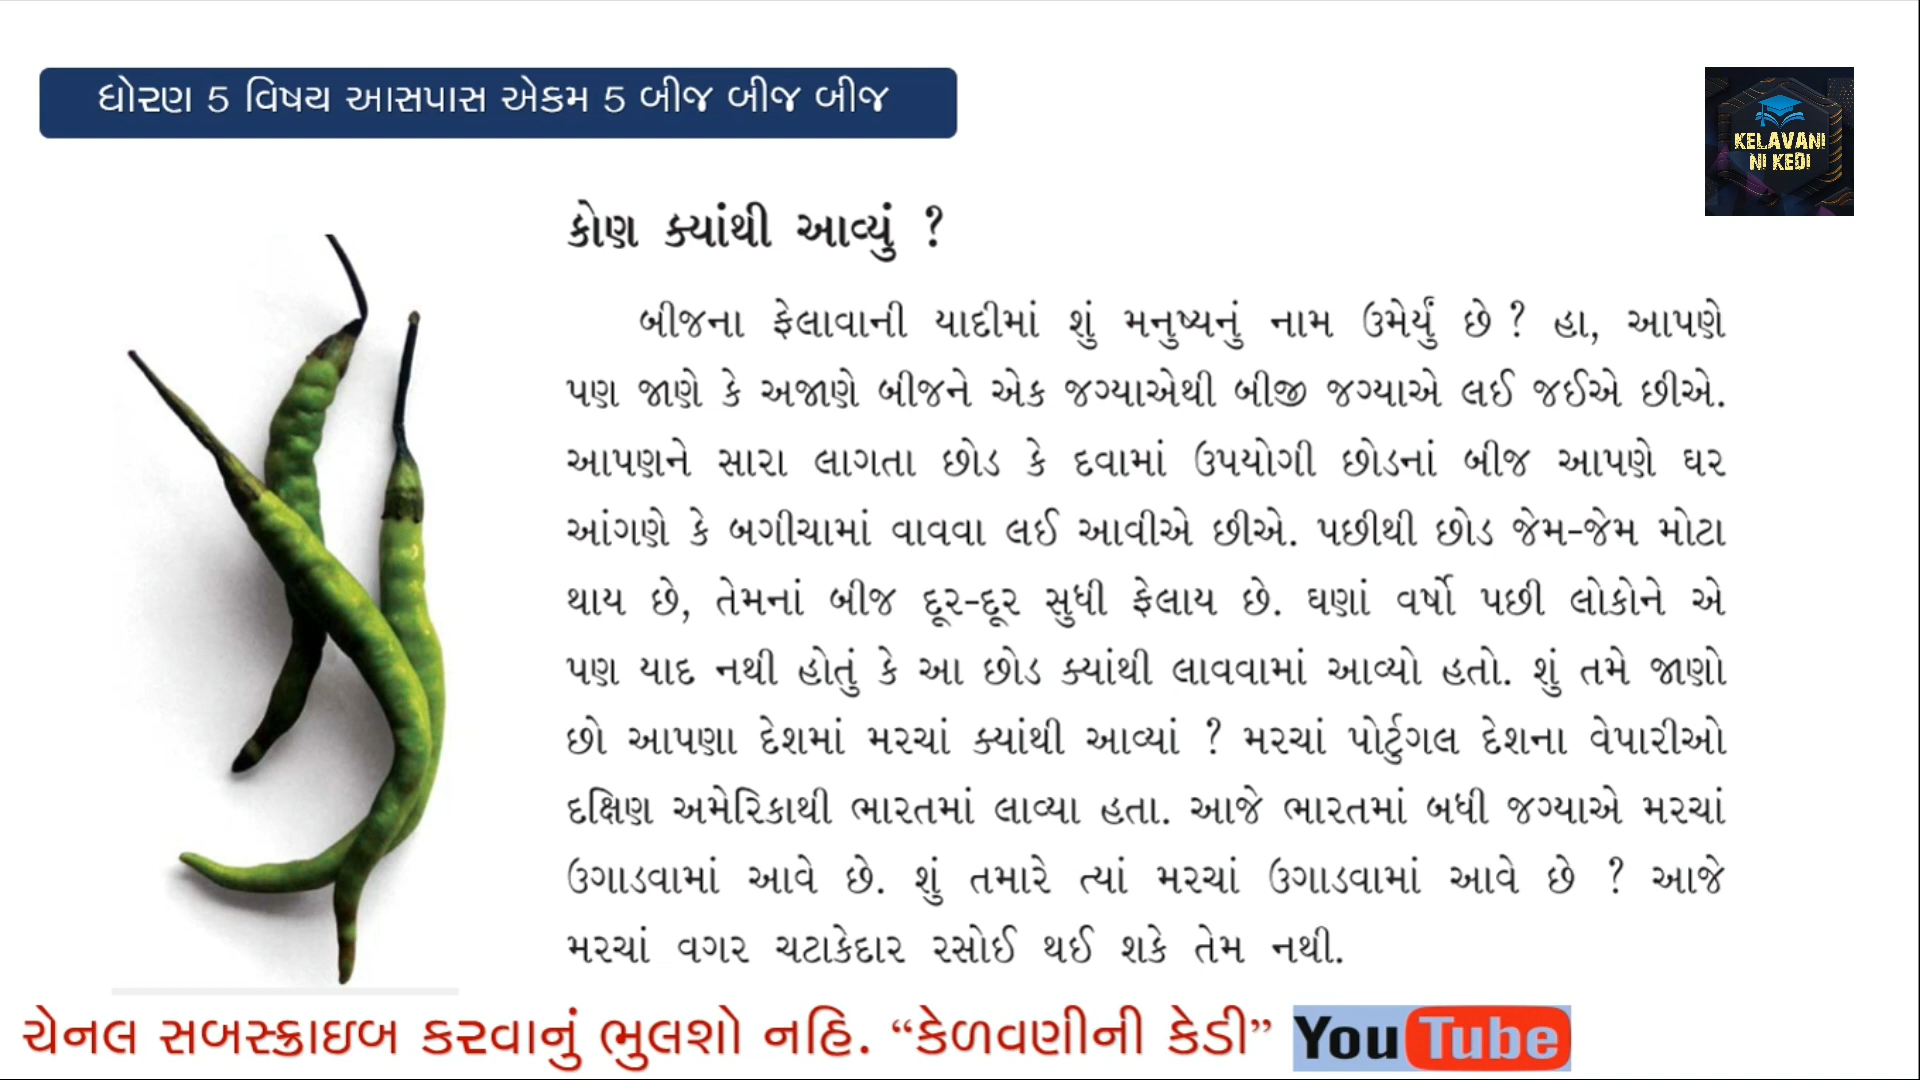 ધોરણ 5 વિષય આસપાસ એકમ 5 બીજ બીજ બીજ
KELAVANI
NI KEDI
કોણ ક્યાંથી આવ્યું ?
બીજના ફેલાવાની યાદીમાં શું મનુષ્યનું નામ ઉમેર્યું છે ? હા, આપણે
પણ જાણે કે અજાણે બીજને એક જગ્યાએથી બીજી જગ્યાએ લઈ જઈએ છીએ.
આપણને સારા લાગતા છોડ કે દવામાં ઉપયોગી છોડનાં બીજ આપણે ઘર
આંગણે કે બગીચામાં વાવવા લઈ આવીએ છીએ. પછીથી છોડ જેમ-જેમ મોટા
થાય છે, તેમનાં બીજ દૂર-દૂર સુધી ફેલાય છે. ઘણાં વર્ષો પછી લોકોને એ
પણ યાદ નથી હોતું કે આ છોડ ક્યાંથી લાવવામાં આવ્યો હતો. શું તમે જાણો
છો આપણા દેશમાં મરચાં ક્યાંથી આવ્યાં ? મરચાં પોર્ટુગલ દેશના વેપારીઓ
દક્ષિણ અમેરિકાથી ભારતમાં લાવ્યા હતા. આજે ભારતમાં બધી જગ્યાએ મરચાં
ઉગાડવામાં આવે છે. શું તમારે ત્યાં મરચાં ઉગાડવામાં આવે છે ? આજે
મરચાં વગર ચટાકેદાર રસોઈ થઈ શકે તેમ નથી.
ચેનલ સબસ્ક્રાઇબ કરવાનું ભુલશો નહિ. “કેળવણીની કેડી” YouTube